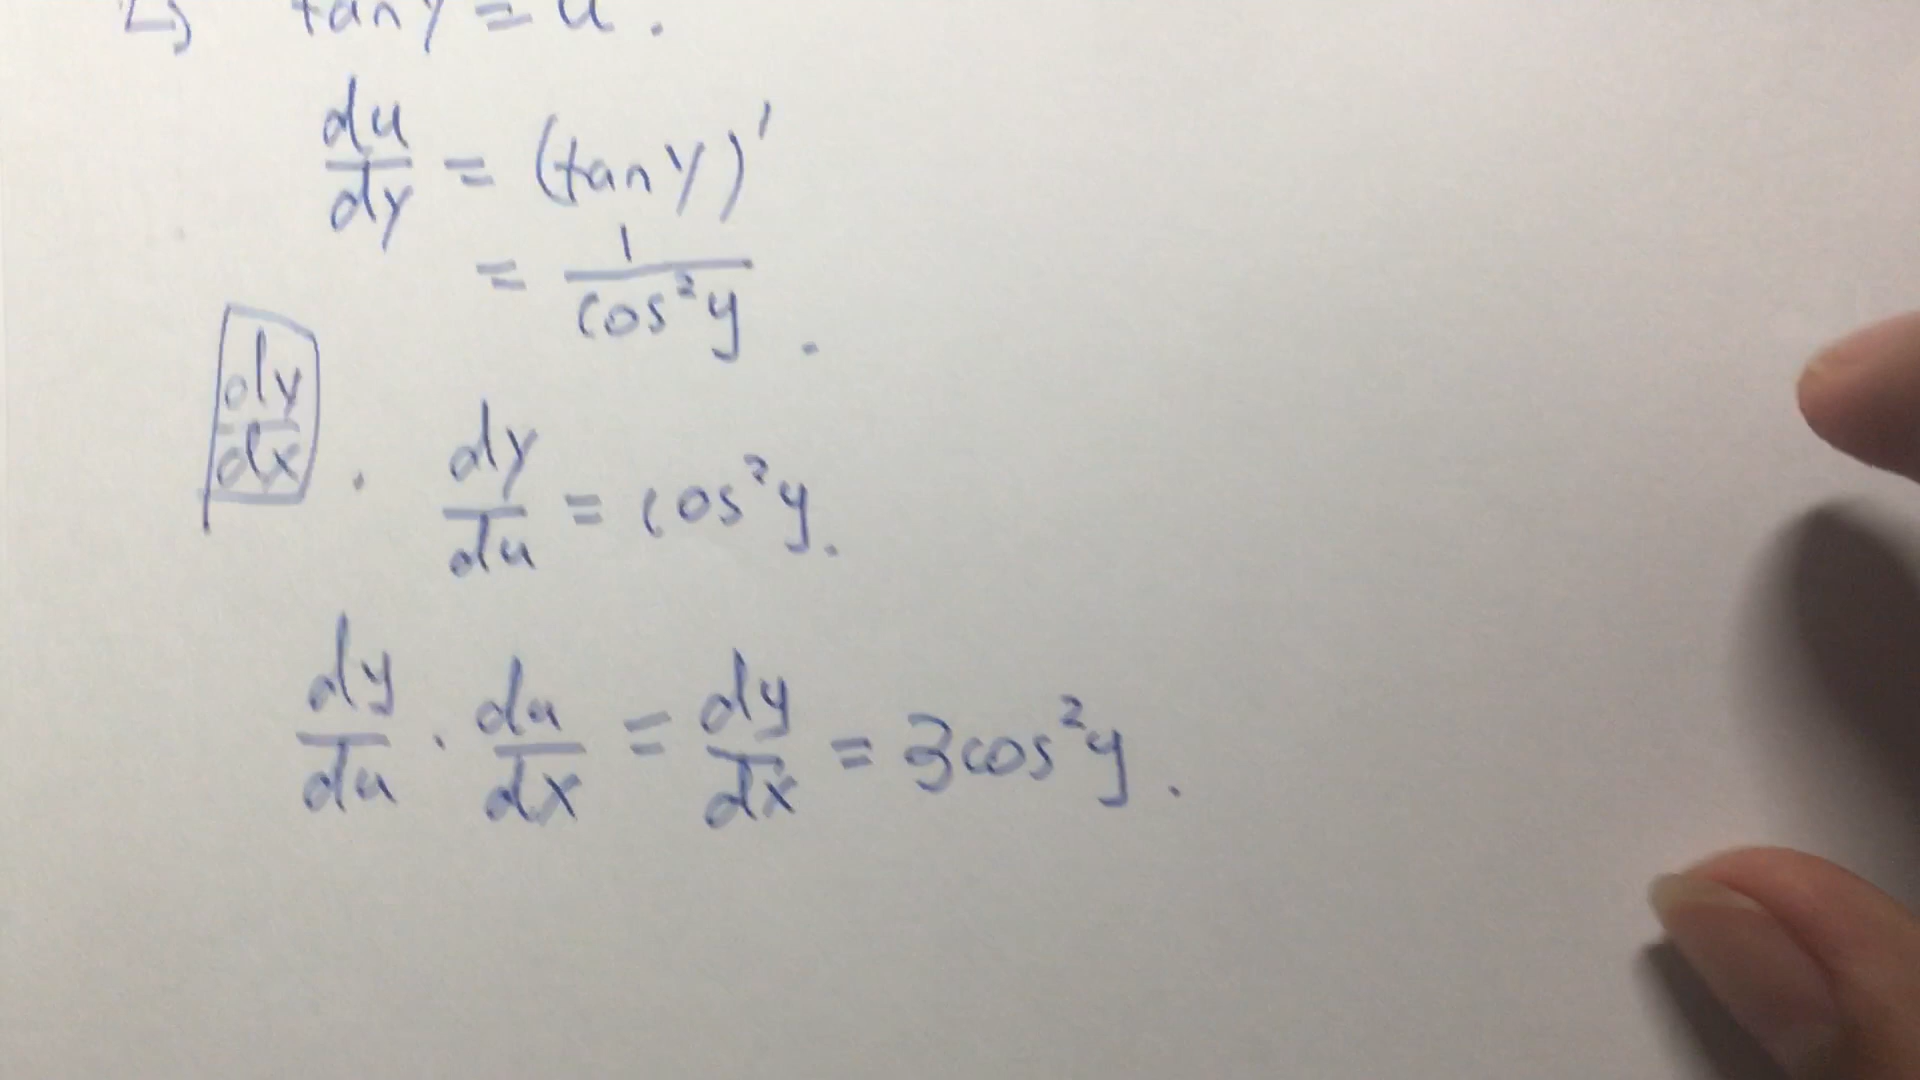 tan y = u .
du/dy = (tan y)'
= 1/cos²y .
dy/dx . dy/du = cos²y.
dy/du · du/dx = dy/dx = 3cos²y .